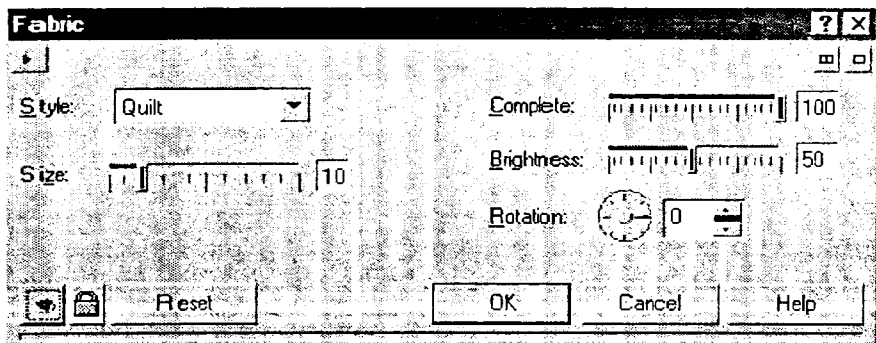 Fabric
Style: Quilt
Complete: 100
Size: 10
Brightness: 50
Rotation: 0
Reset OK Cancel Help